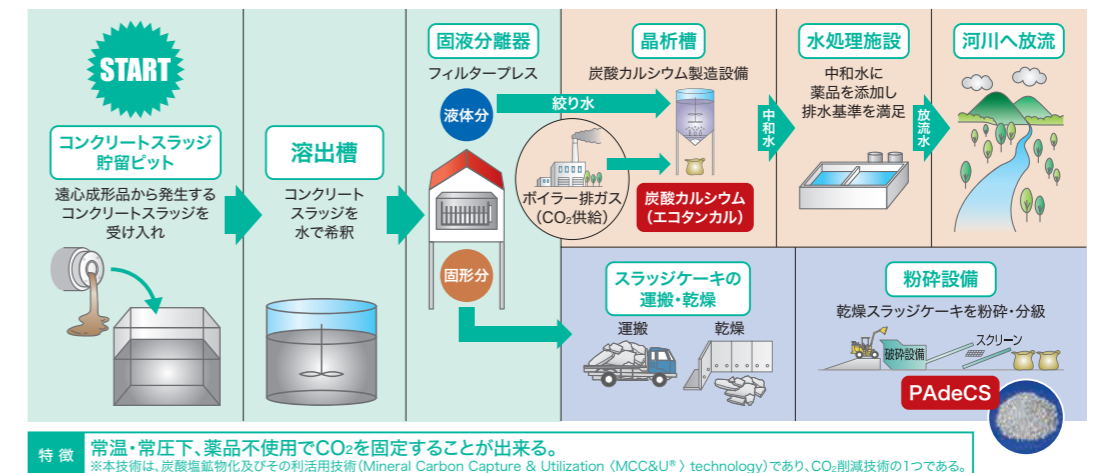 START
コンクリートスラッジ
貯留ピット
遠心成形品から発生する
コンクリートスラッジを
受け入れ
溶出槽
コンクリート
スラッジを
水で希釈
固液分離器
フィルタープレス
液体分
固形分
絞り水
ボイラー排ガス
（CO₂供給）
晶析槽
炭酸カルシウム製造設備
炭酸カルシウム
（エコタンカル）
中和水
水処理施設
中和水に
薬品を添加し
排水基準を満足
放流水
河川へ放流
スラッジケーキの
運搬・乾燥
運搬
乾燥
粉砕設備
乾燥スラッジケーキを粉砕・分級
破砕設備
スクリーン
PAdeCS
特徴
常温・常圧下、薬品不使用でCO₂を固定することが出来る。
※本技術は、炭酸塩鉱物化及びその利活用技術（Mineral Carbon Capture & Utilization〈MCC&U®〉technology）であり、CO₂削減技術の1つである。